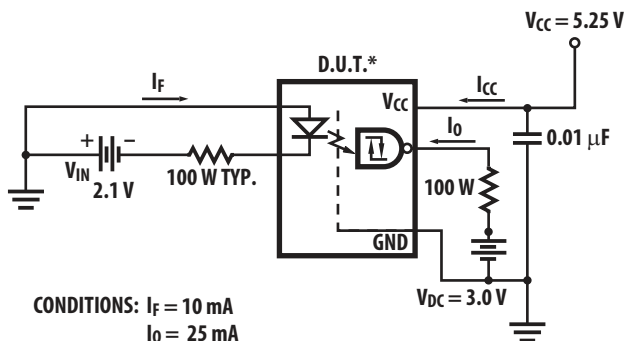 V_CC = 5.25 V
D.U.T.*
I_F
V_CC
I_CC
I_O
0.01 μF
+ −
V_IN
2.1 V
100 W TYP.
100 W
GND
V_DC = 3.0 V
CONDITIONS: I_F = 10 mA
I_O = 25 mA